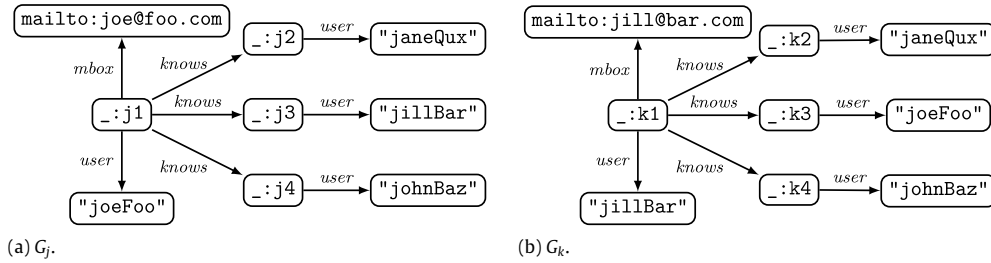 mailto:joe@foo.com
_:j2
user
"janeQux"
mbox
knows
_:j1
knows
_:j3
user
"jillBar"
user
knows
_:j4
user
"johnBaz"
"joeFoo"
(a) Gj.
mailto:jill@bar.com
_:k2
user
"janeQux"
mbox
knows
_:k1
knows
_:k3
user
"joeFoo"
user
knows
_:k4
user
"johnBaz"
"jillBar"
(b) Gk.